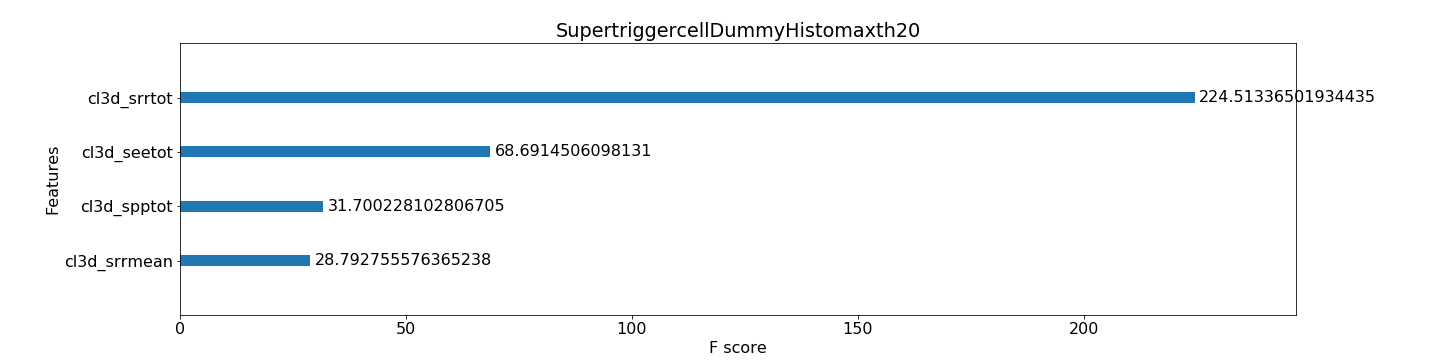 SupertriggercellDummyHistomaxth20
cl3d_srrtot
224.51336501934435
cl3d_seetot
68.6914506098131
Features
cl3d_spptot
31.700228102806705
cl3d_srrmean
28.792755576365238
0 50 100 150 200
F score